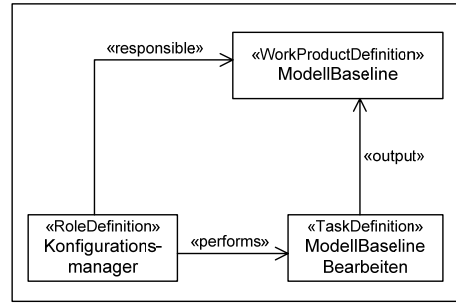 «responsible»
«WorkProductDefinition»
ModellBaseline
«output»
«RoleDefinition»
Konfigurations-
manager
«performs»
«TaskDefinition»
ModellBaseline
Bearbeiten